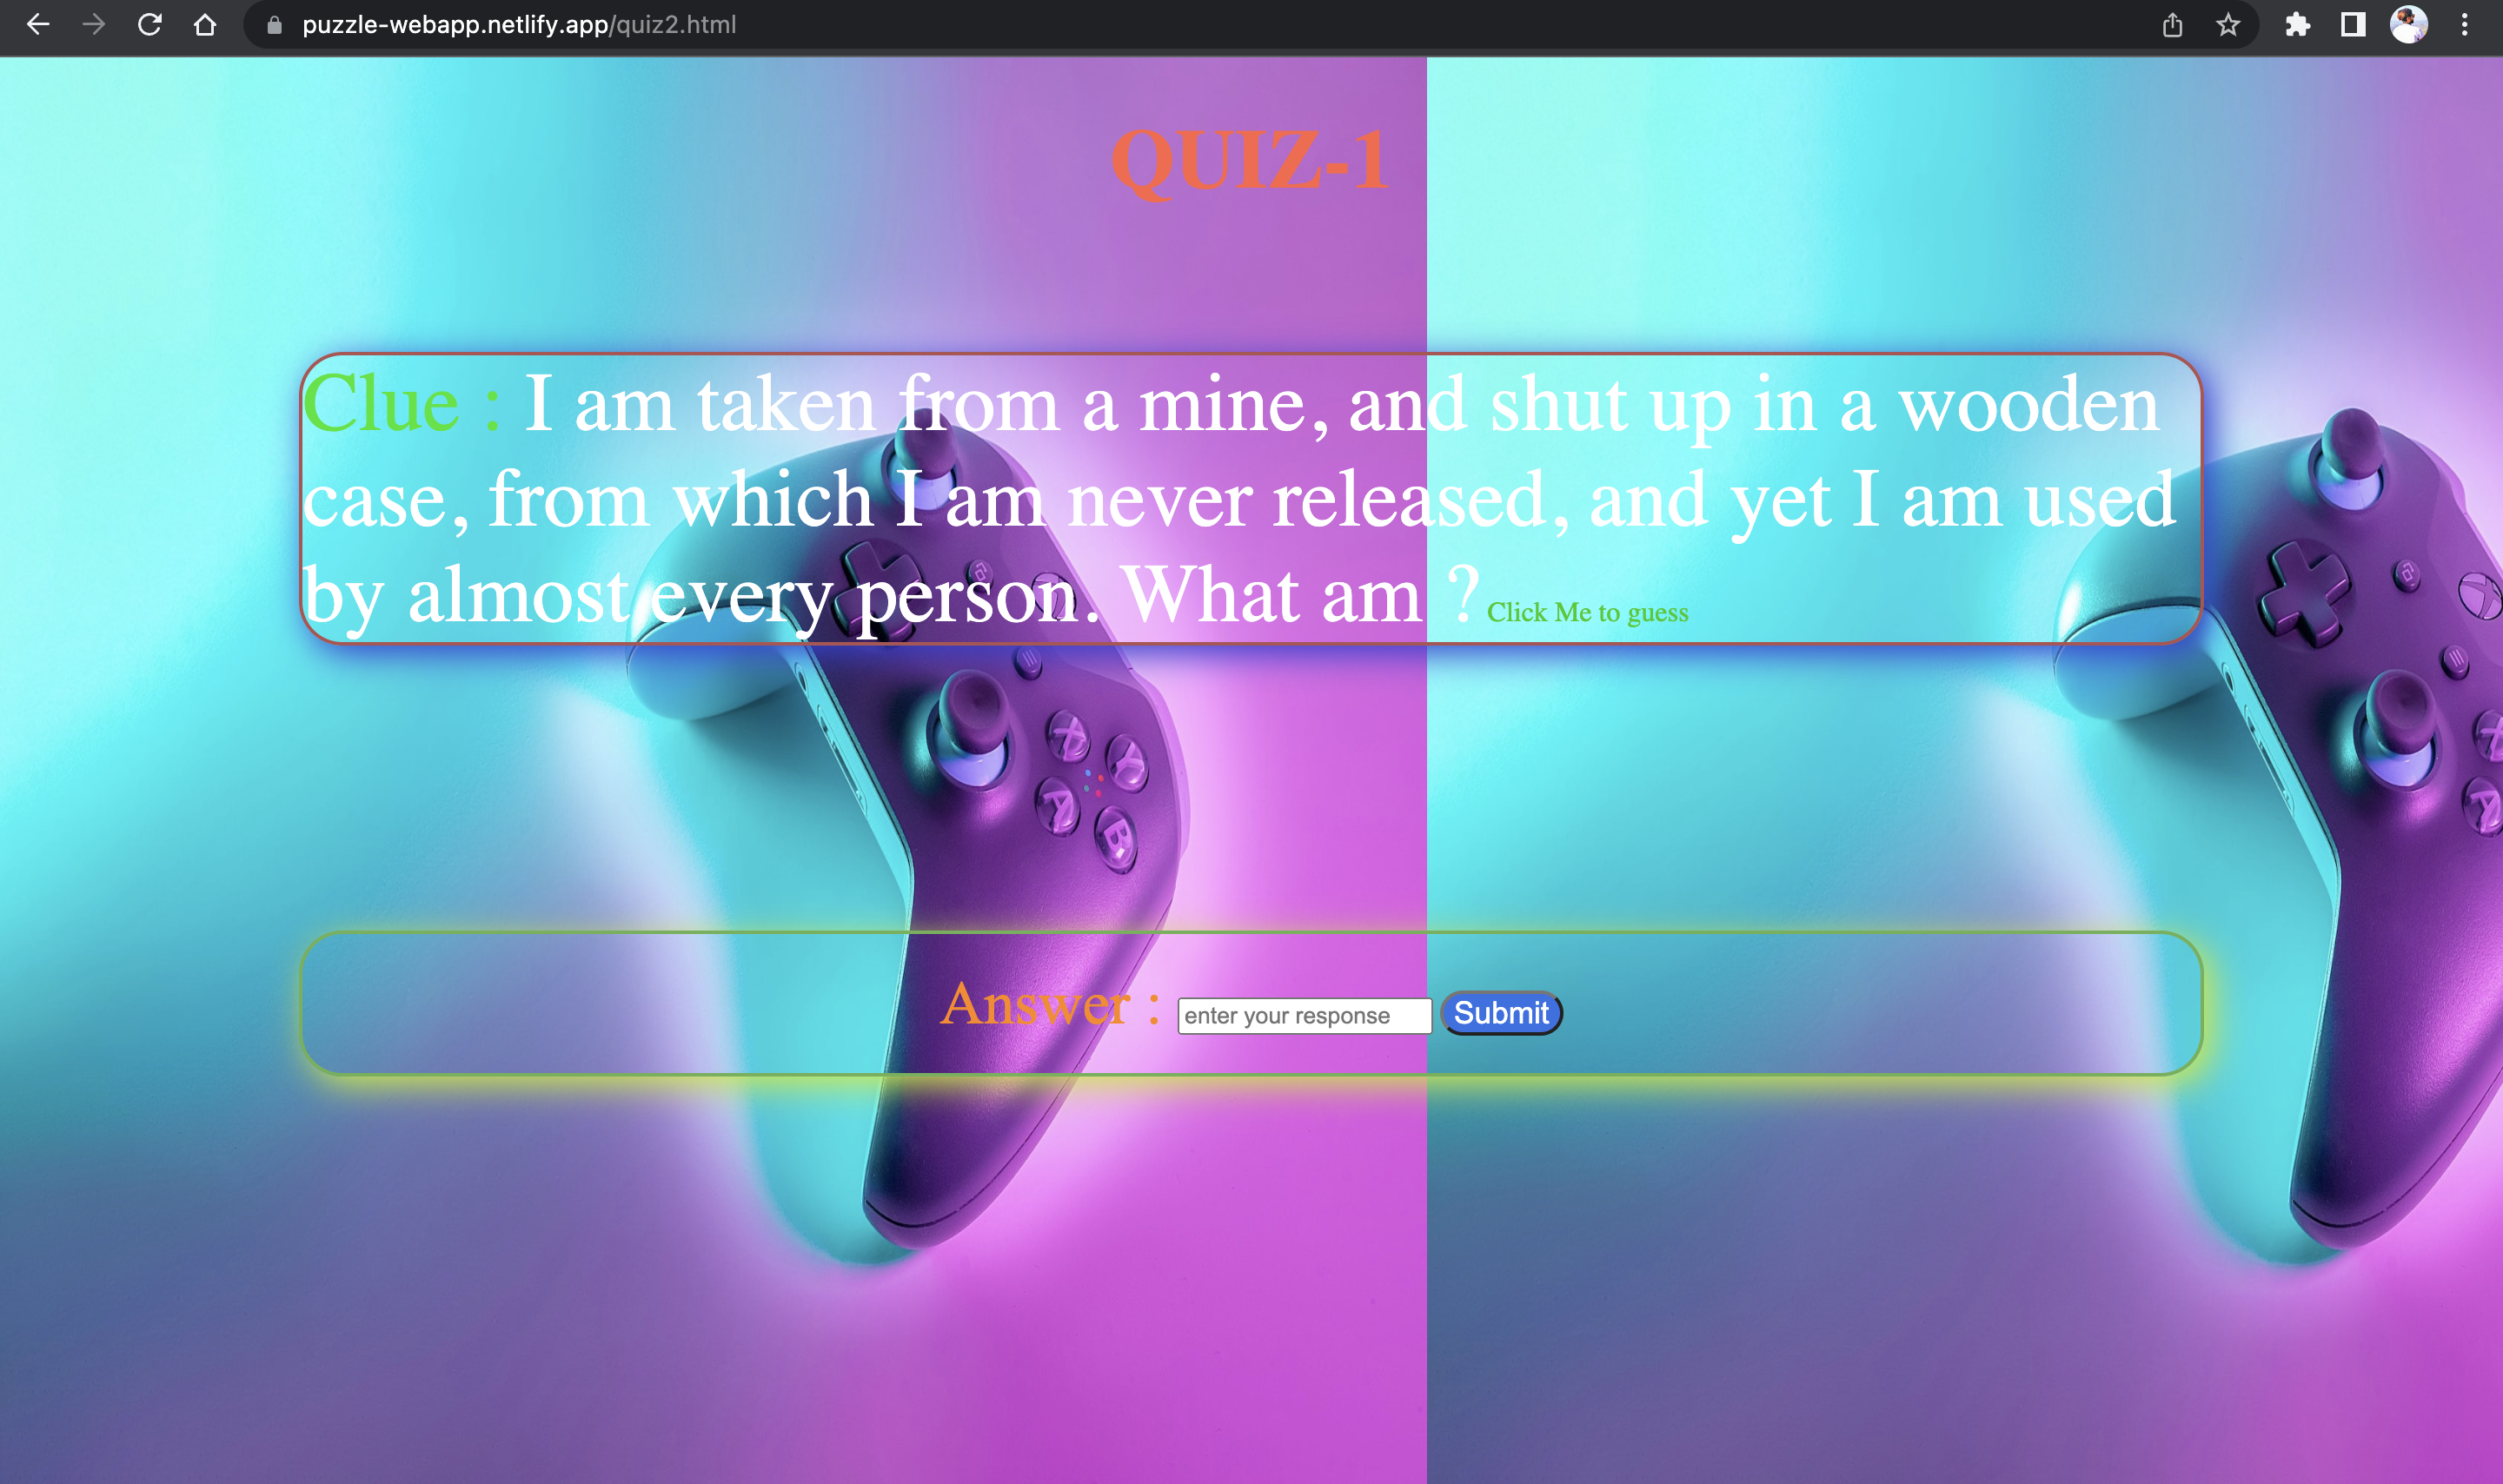 puzzle-webapp.netlify.app/quiz2.html
QUIZ-1
Clue : I am taken from a mine, and shut up in a wooden
case, from which I am never released, and yet I am used
by almost every person. What am ? Click Me to guess
X
Y
A
B
X
A
Answer : enter your response Submit